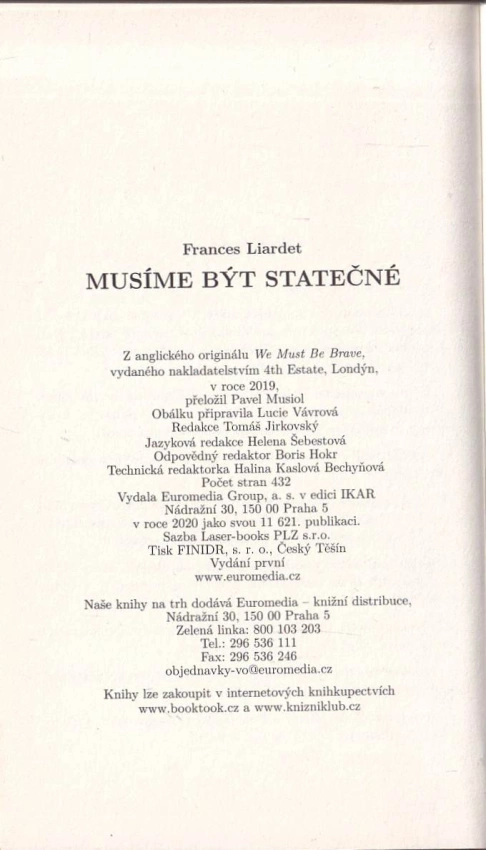 Frances Liardet
MUSÍME BÝT STATEČNÉ
Z anglického originálu We Must Be Brave,
vydaného nakladatelstvím 4th Estate, Londýn,
v roce 2019,
přeložil Pavel Musiol
Obálku připravila Lucie Vávrová
Redakce Tomáš Jirkovský
Jazyková redakce Helena Šebestová
Odpovědný redaktor Boris Hokr
Technická redaktorka Halina Kaslová Bechyňová
Počet stran 432
Vydala Euromedia Group, a. s. v edici IKAR
Nádražní 30, 150 00 Praha 5
v roce 2020 jako svou 11 621. publikaci.
Sazba Laser-books PLZ s.r.o.
Tisk FINIDR, s. r. o., Český Těšín
Vydání první
www.euromedia.cz
Naše knihy na trh dodává Euromedia – knižní distribuce,
Nádražní 30, 150 00 Praha 5
Zelená linka: 800 103 203
Tel.: 296 536 111
Fax: 296 536 246
objednavky-vo@euromedia.cz
Knihy lze zakoupit v internetových knihkupectvích
www.booktook.cz a www.knizniklub.cz